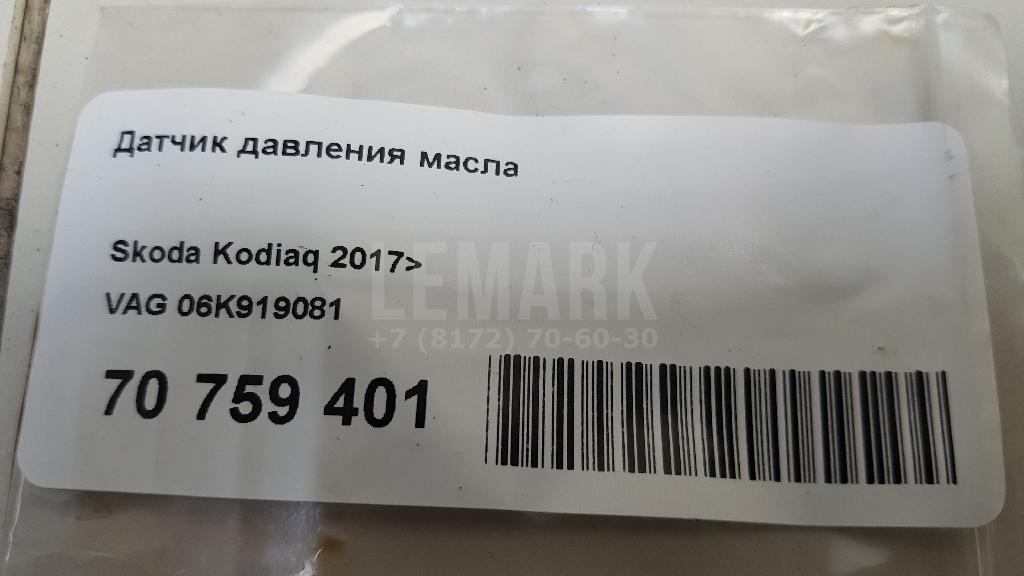 Датчик давления масла
Skoda Kodiaq 2017>
VAG 06K919081
LEMARK
+7 (8172) 70-60-30
70 759 401